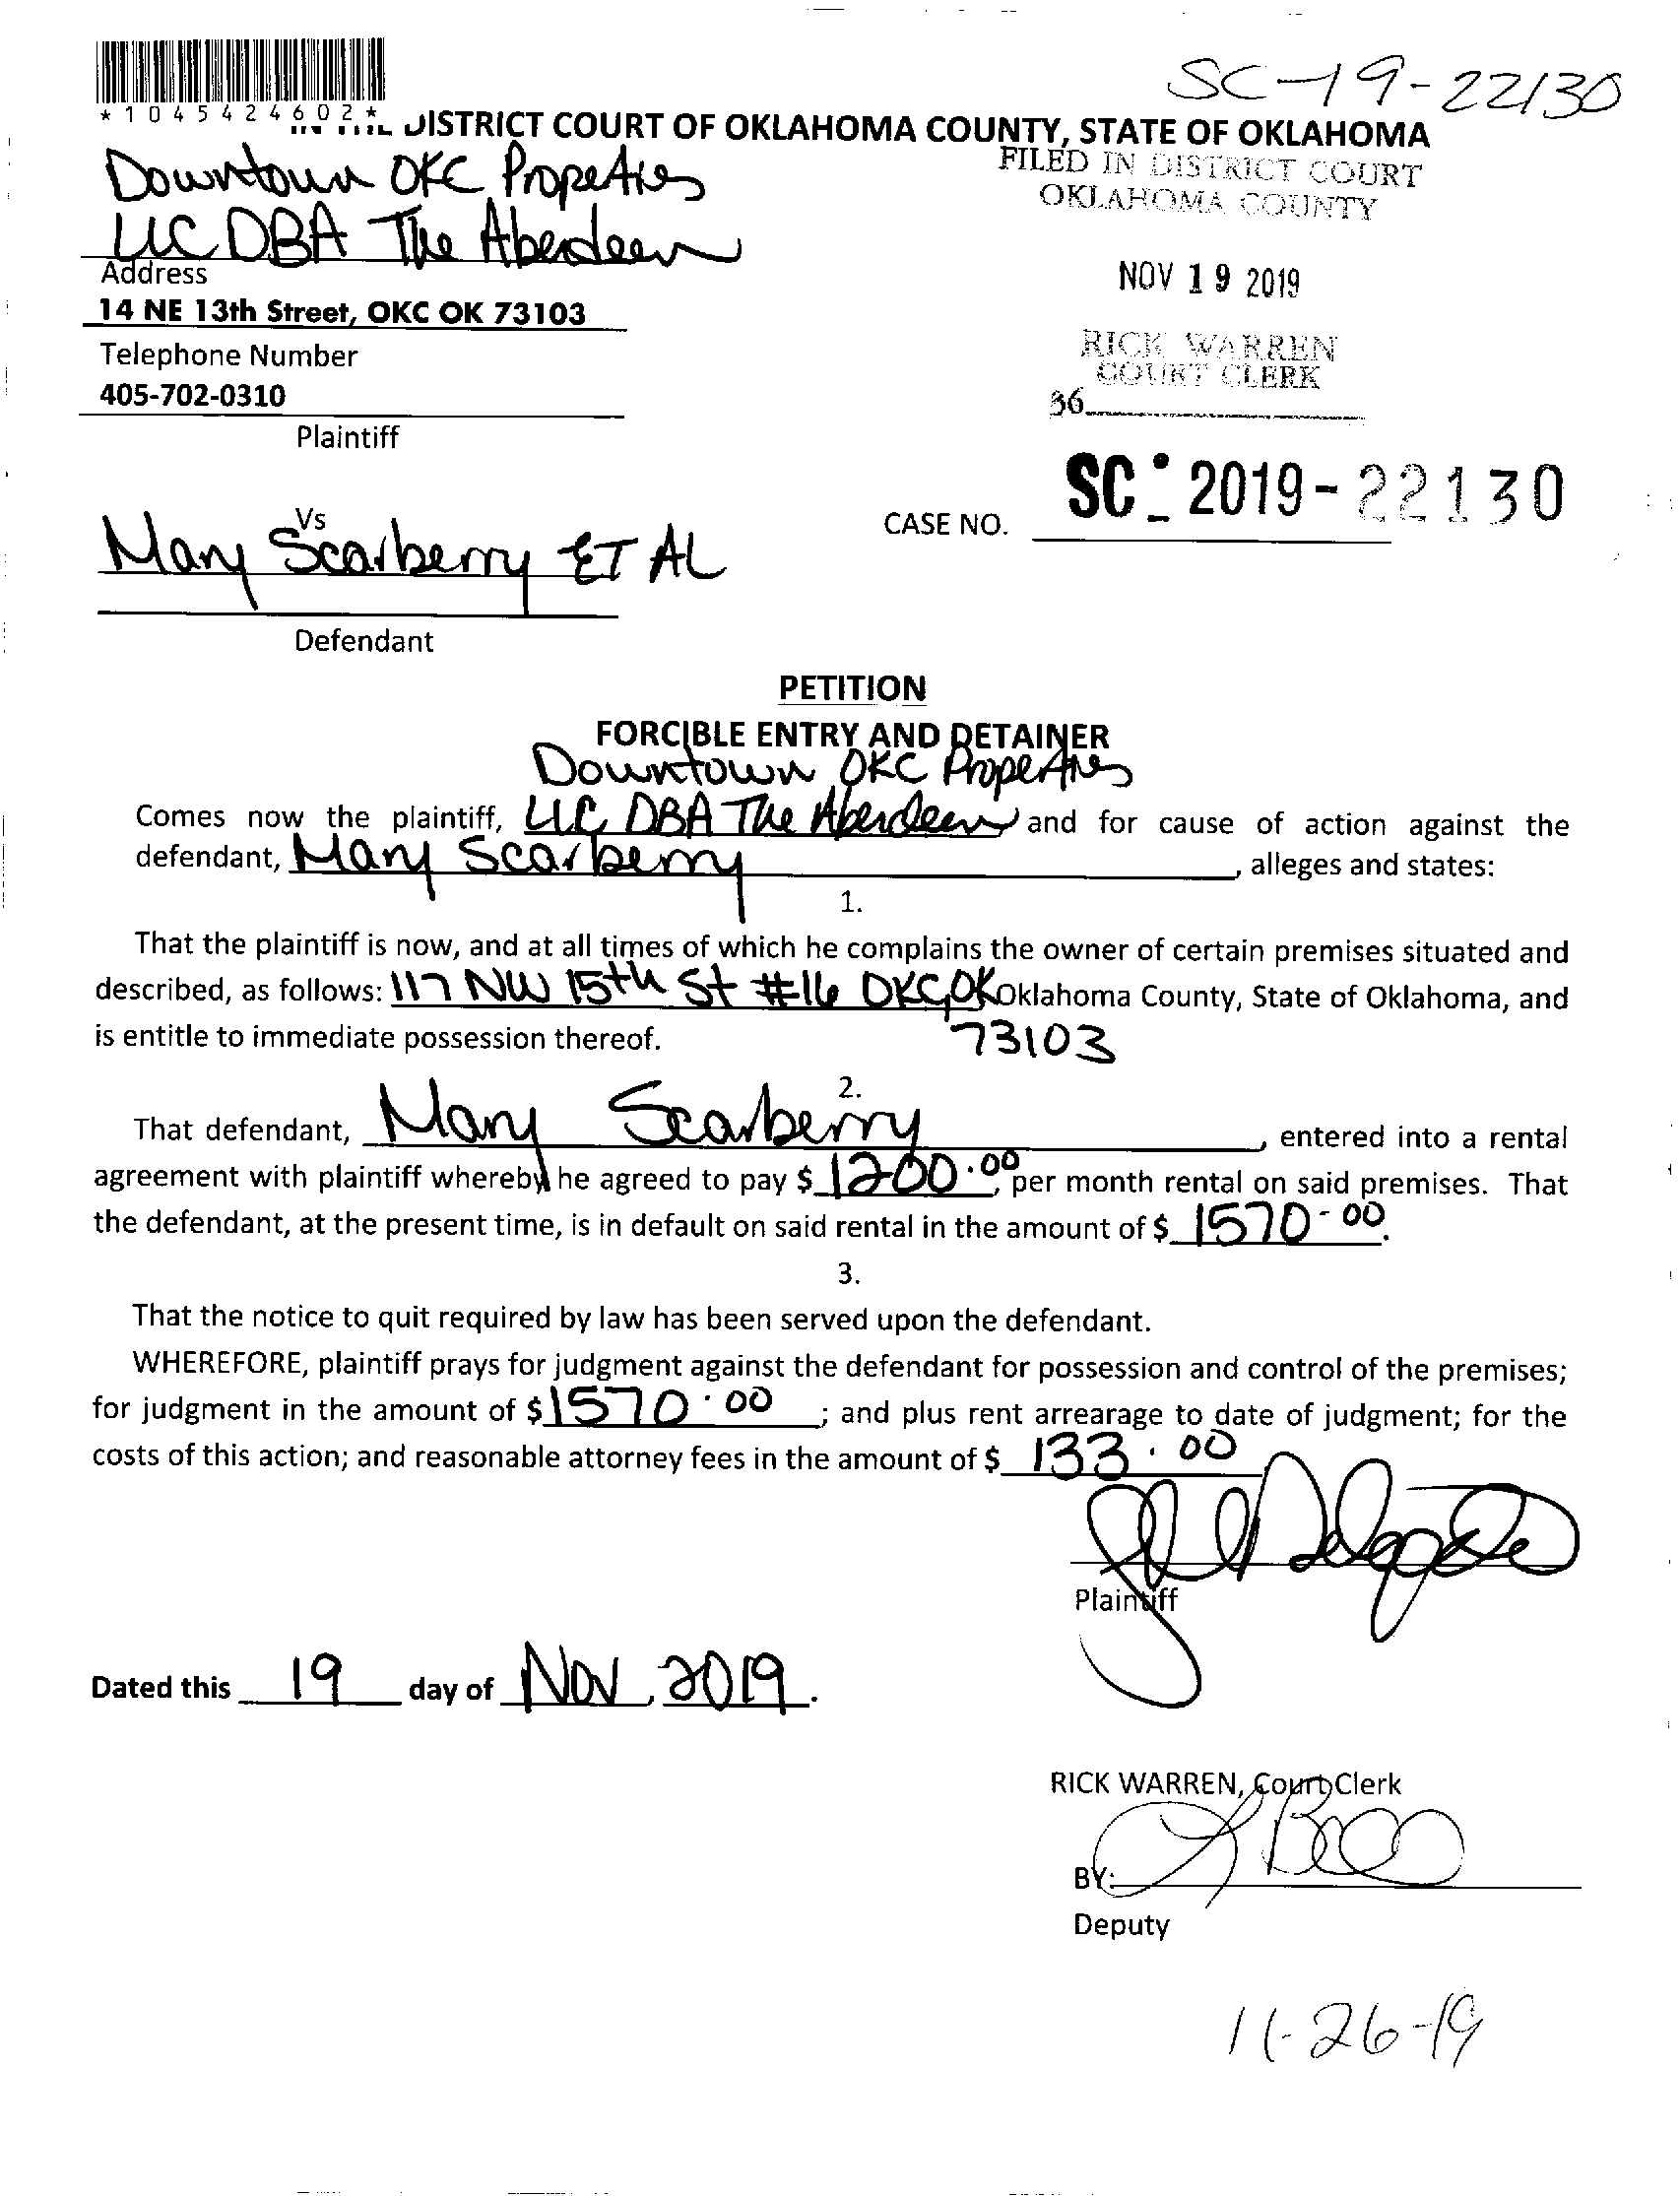 SC-19-22130
*1045424602*
DISTRICT COURT OF OKLAHOMA COUNTY, STATE OF OKLAHOMA
Downtown OKC Properties
FILED IN DISTRICT COURT
OKLAHOMA COUNTY
LLC DBA The Aberdeen
Address
NOV 19 2019
14 NE 13th Street, OKC OK 73103
Telephone Number
RICK WARREN
COURT CLERK
405-702-0310
36
Plaintiff
SC: 2019-22130
CASE NO.
Vs
Mary Scarberry ET AL
Defendant
PETITION
FORCIBLE ENTRY AND DETAINER
Downtown OKC Properties
Comes now the plaintiff, LLC DBA The Aberdeen and for cause of action against the
defendant, Mary Scarberry, alleges and states:
1.
That the plaintiff is now, and at all times of which he complains the owner of certain premises situated and
described, as follows: 117 NW 15th St #16 OKC, OK Oklahoma County, State of Oklahoma, and
is entitle to immediate possession thereof. 73103
2.
That defendant, Mary Scarberry, entered into a rental
agreement with plaintiff whereby he agreed to pay $ 1200.00, per month rental on said premises. That
the defendant, at the present time, is in default on said rental in the amount of $ 1570-00.
3.
That the notice to quit required by law has been served upon the defendant.
WHEREFORE, plaintiff prays for judgment against the defendant for possession and control of the premises;
for judgment in the amount of $ 1570.00; and plus rent arrearage to date of judgment; for the
costs of this action; and reasonable attorney fees in the amount of $ 133.00
Plaintiff
Dated this 19 day of Nov, 2019.
RICK WARREN, Court Clerk
BY:
Deputy
11-26-19